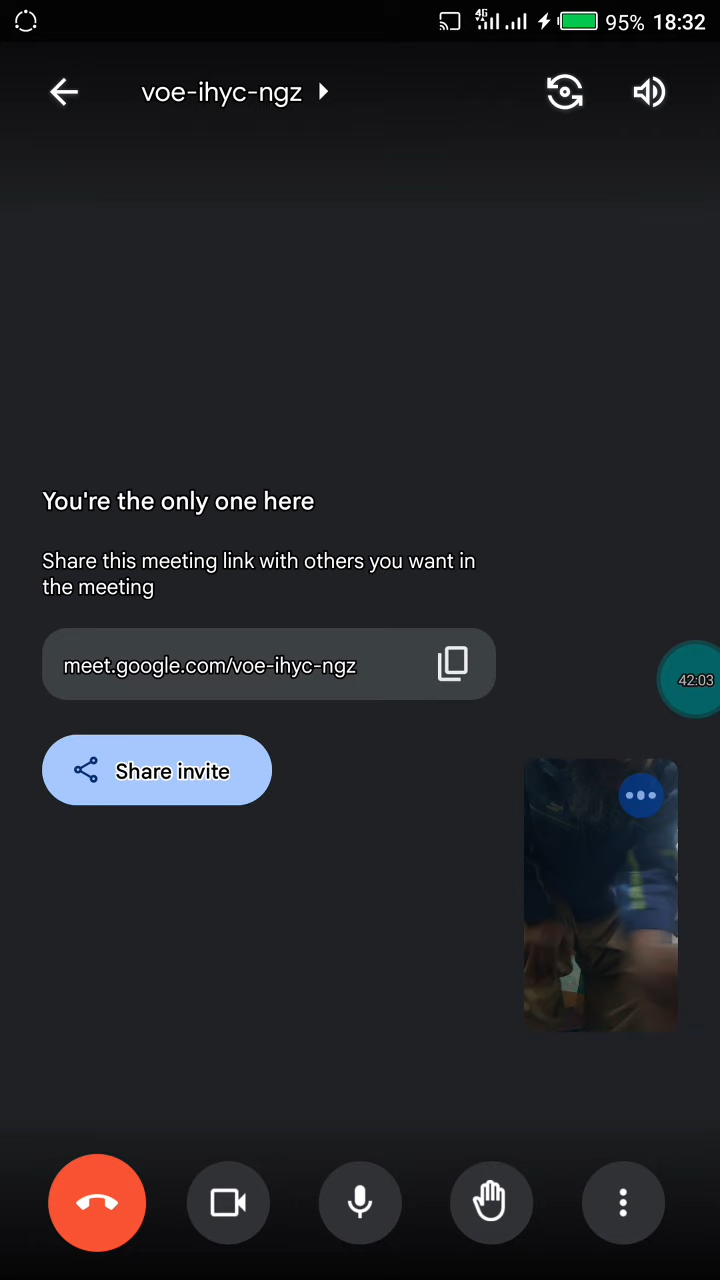 4G 95% 18:32
voe-ihyc-ngz
You're the only one here
Share this meeting link with others you want in
the meeting
meet.google.com/voe-ihyc-ngz
42:03
Share invite